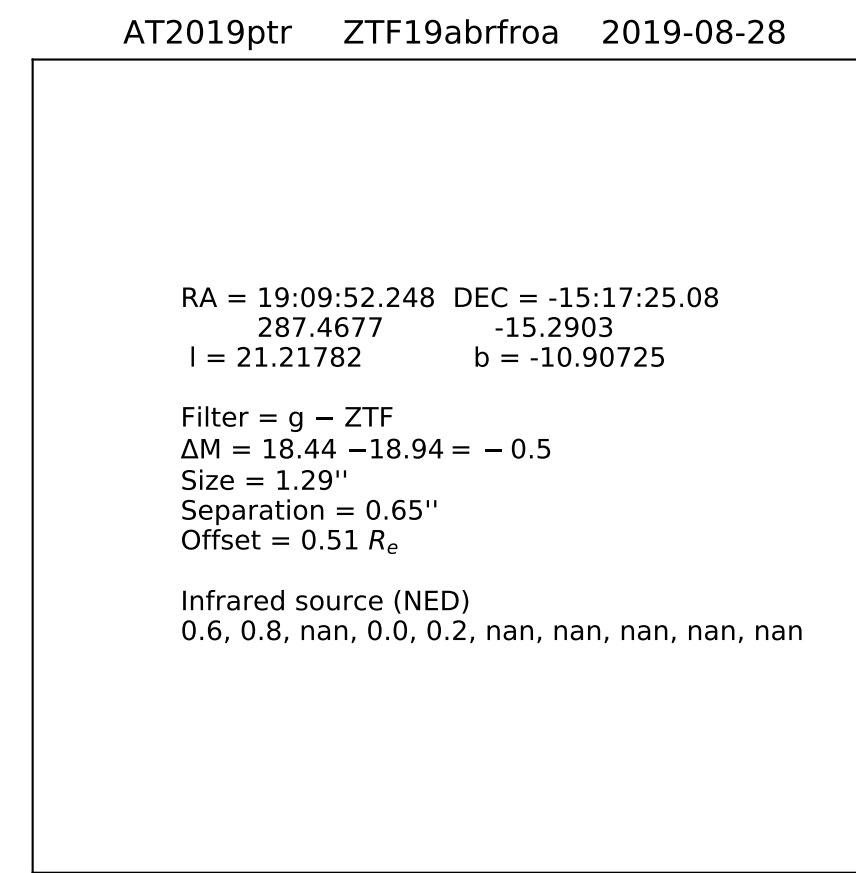 AT2019ptr ZTF19abrfroa 2019-08-28
RA = 19:09:52.248 DEC = -15:17:25.08
287.4677 -15.2903
l = 21.21782 b = -10.90725
Filter = g − ZTF
ΔM = 18.44 −18.94 = − 0.5
Size = 1.29''
Separation = 0.65''
Offset = 0.51 Rₑ
Infrared source (NED)
0.6, 0.8, nan, 0.0, 0.2, nan, nan, nan, nan, nan